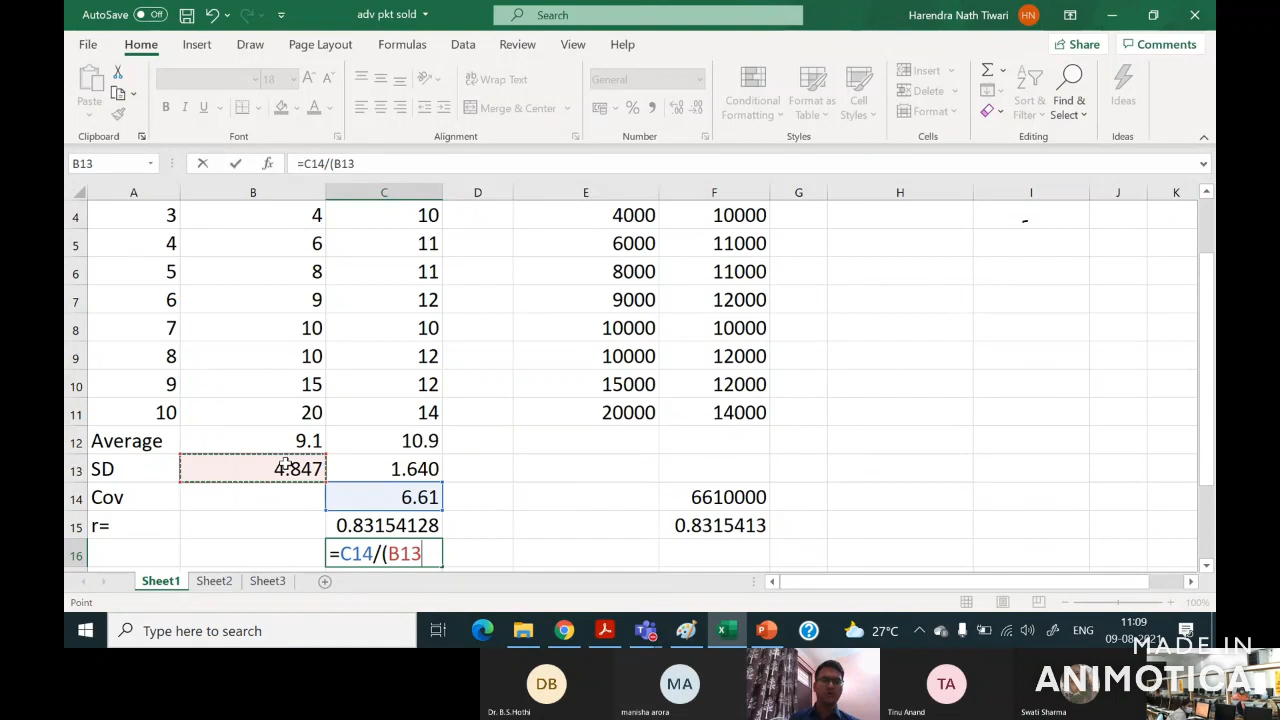 AutoSave Off adv pkt sold Search Harendra Nath Tiwari HN
File Home Insert Draw Page Layout Formulas Data Review View Help Share Comments
Paste 18 Wrap Text General Conditional Formatting Format as Table Cell Styles Insert Sort & Filter Find & Select Ideas
Merge & Center Delete
Format
Clipboard Font Alignment Number Styles Cells Editing Ideas
B13 fx =C14/(B13
A B C D E F G H I J K
4 3 4 10 4000 10000
5 4 6 11 6000 11000
6 5 8 11 8000 11000
7 6 9 12 9000 12000
8 7 10 10 10000 10000
9 8 10 12 10000 12000
10 9 15 12 15000 12000
11 10 20 14 20000 14000
12 Average 9.1 10.9
13 SD 4.847 1.640
14 Cov 6.61 6610000
15 r= 0.83154128 0.8315413
16 =C14/(B13
Sheet1 Sheet2 Sheet3
Point 100%
Type here to search 27°C ENG 11:09
09-08-2021
MADE IN
ANIMOTICA
DB MA TA
Dr. B.S.Hothi manisha arora Tinu Anand Swati Sharma